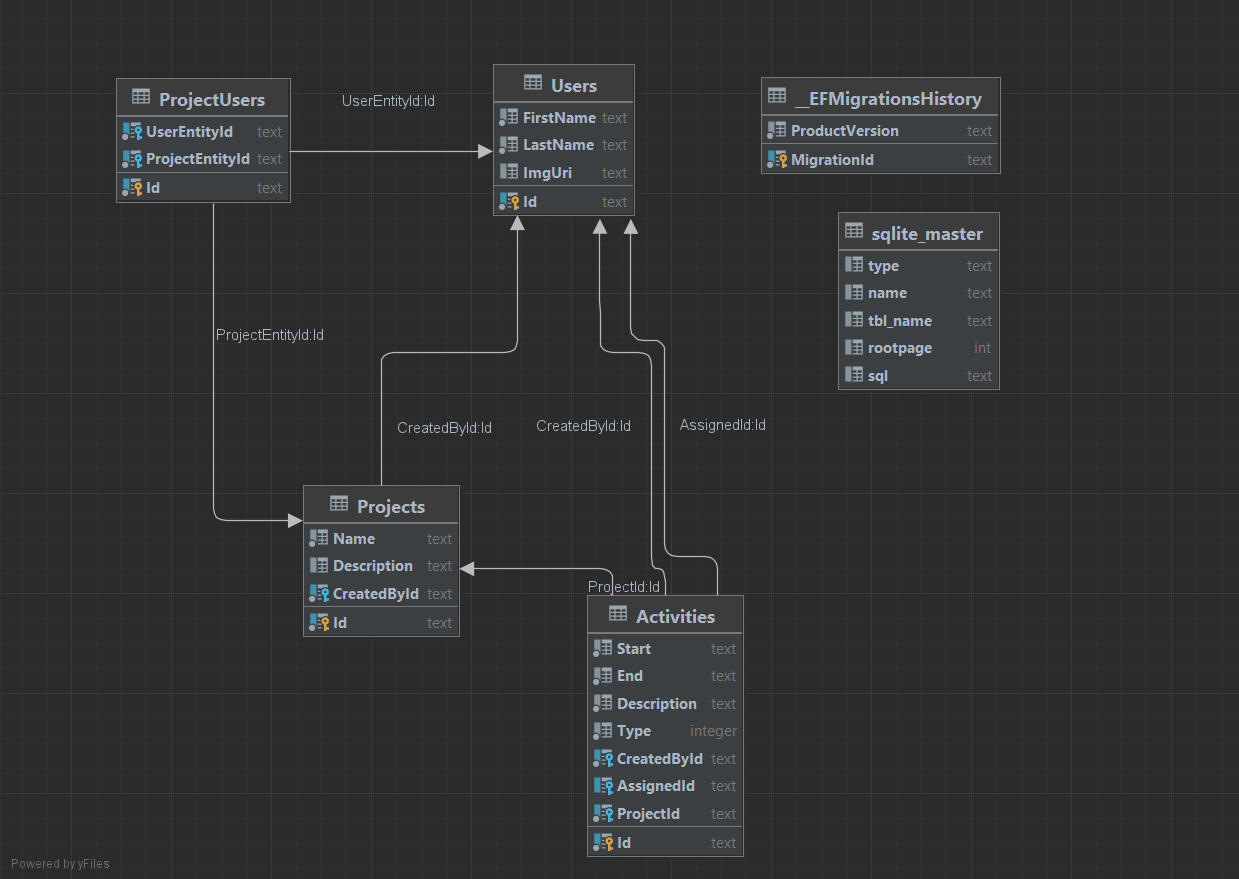 ProjectUsers
UserEntityId text
ProjectEntityId text
Id text
UserEntityId:Id
Users
FirstName text
LastName text
ImgUri text
Id text
__EFMigrationsHistory
ProductVersion text
MigrationId text
sqlite_master
type text
name text
tbl_name text
rootpage int
sql text
ProjectEntityId:Id
CreatedById:Id
CreatedById:Id
AssignedId:Id
Projects
Name text
Description text
CreatedById text
Id text
ProjectId:Id
Activities
Start text
End text
Description text
Type integer
CreatedById text
AssignedId text
ProjectId text
Id text
Powered by yFiles